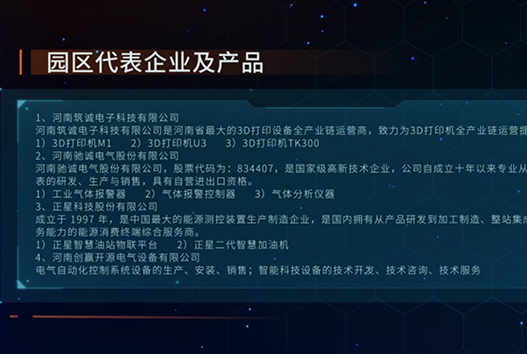 园区代表企业及产品
1、河南筑诚电子科技有限公司
河南筑诚电子科技有限公司是河南省最大的3D打印设备全产业链运营商，致力为3D打印机全产业链运营提
1）3D打印机M1 2）3D打印机U3 3）3D打印机TK300
2、河南驰诚电气股份有限公司
河南驰诚电气股份有限公司，股票代码为：834407，是国家级高新技术企业，公司自成立十年以来专业从
表的研发、生产与销售，具有自营进出口资格。
1）工业气体报警器 2）气体报警控制器 3）气体分析仪器
3、正星科技股份有限公司
成立于 1997 年，是中国最大的能源测控装置生产制造企业，是国内拥有从产品研发到加工制造、整站集成
务能力的能源消费终端综合服务商。
1）正星智慧油站物联平台 2）正星二代智慧加油机
4、河南创赢开源电气设备有限公司
电气自动化控制系统设备的生产、安装、销售；智能科技设备的技术开发、技术咨询、技术服务